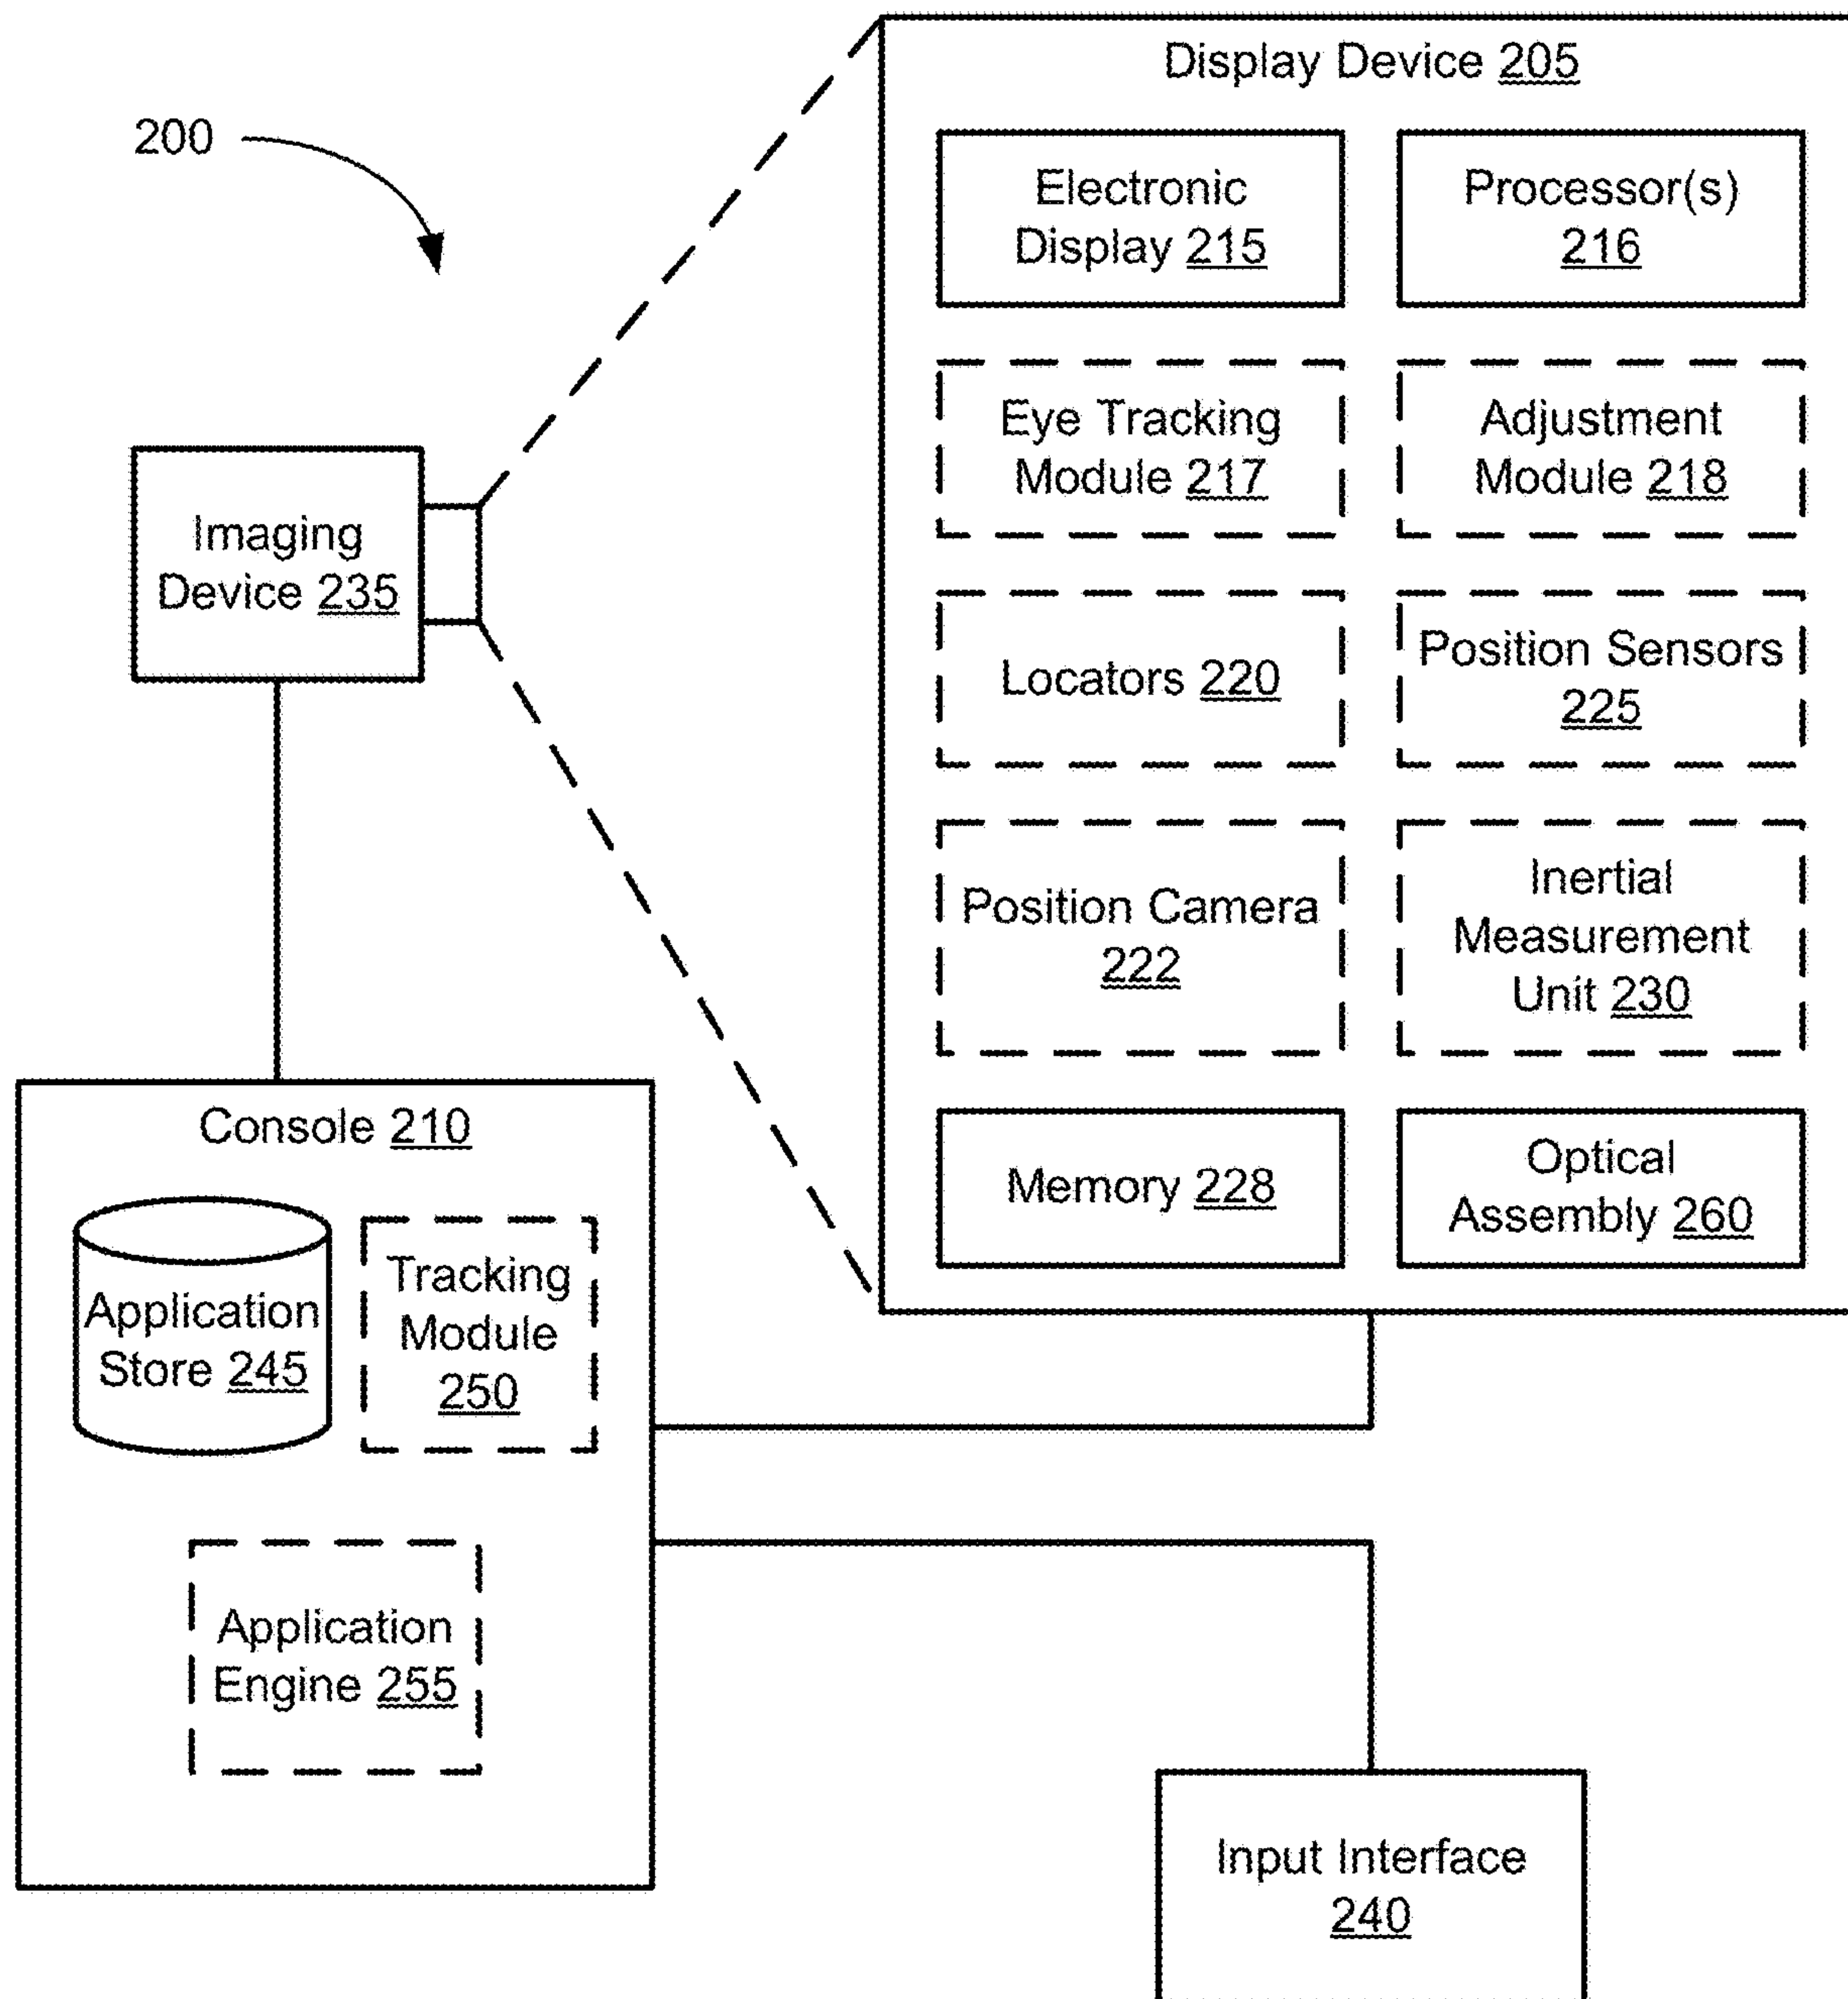 Display Device 205
200
Electronic
Display 215
Processor(s)
216
Eye Tracking
Module 217
Adjustment
Module 218
Imaging
Device 235
Locators 220
Position Sensors
225
Position Camera
222
Inertial
Measurement
Unit 230
Console 210
Memory 228
Optical
Assembly 260
Application
Store 245
Tracking
Module
250
Application
Engine 255
Input Interface
240